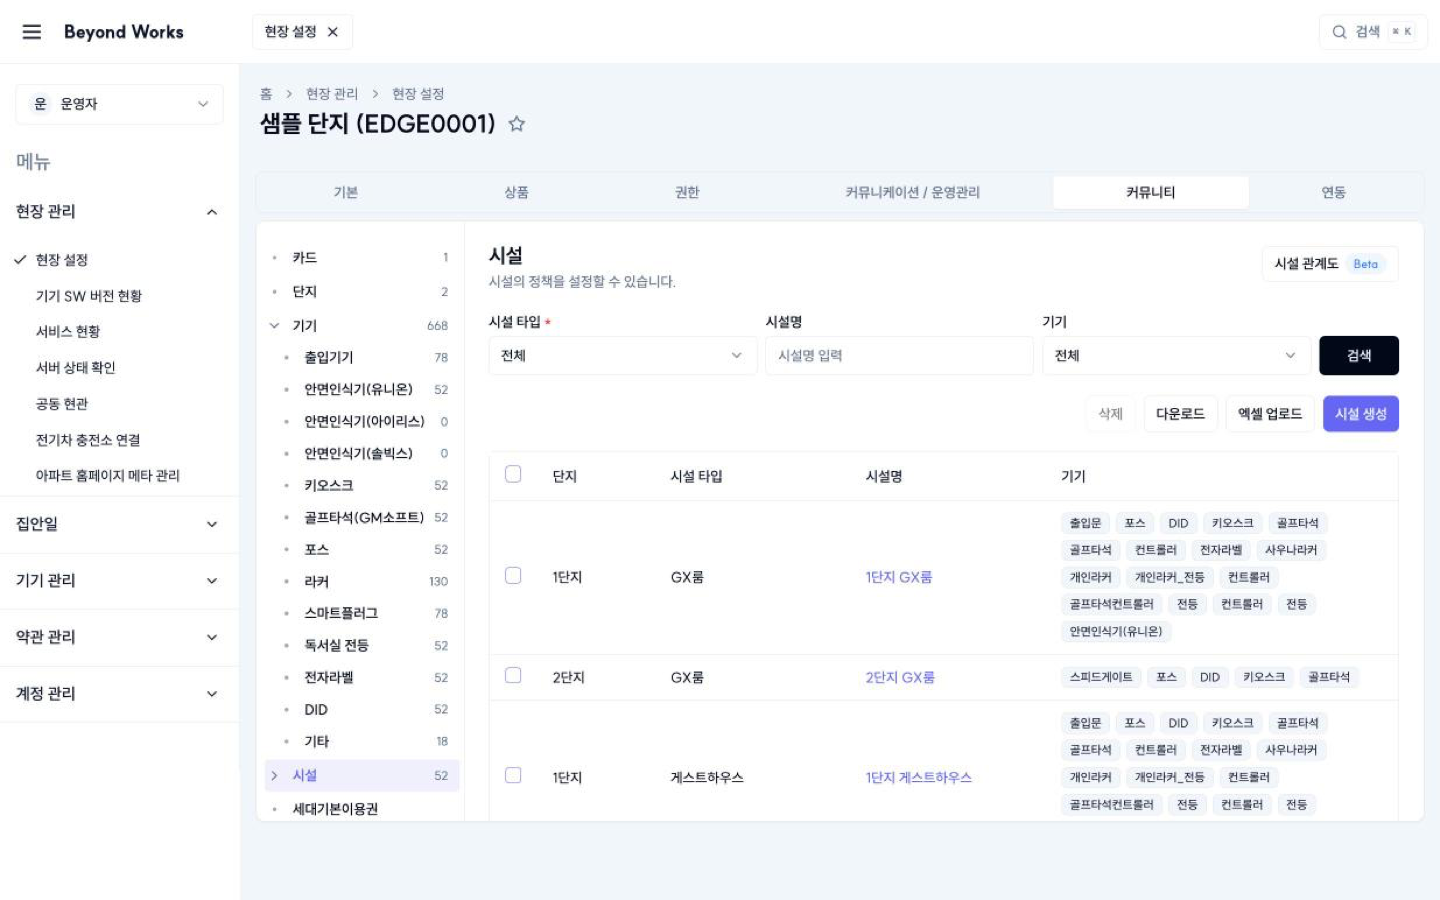 Beyond Works
현장 설정
검색 ⌘ K
운 운영자
메뉴
현장 관리
현장 설정
기기 SW 버전 현황
서비스 현황
서버 상태 확인
공동 현관
전기차 충전소 연결
아파트 홈페이지 메타 관리
집안일
기기 관리
약관 관리
계정 관리
홈 > 현장 관리 > 현장 설정
샘플 단지 (EDGE0001)
기본 상품 권한 커뮤니케이션 / 운영관리 커뮤니티 연동
카드 1
단지 2
기기 668
출입기기 78
안면인식기(유니온) 52
안면인식기(아이리스) 0
안면인식기(솔빅스) 0
키오스크 52
골프타석(GM소프트) 52
포스 52
라커 130
스마트플러그 78
독서실 전등 52
전자라벨 52
DID 52
기타 18
시설 52
세대기본이용권
시설
시설의 정책을 설정할 수 있습니다.
시설 관계도 Beta
시설 타입 * 시설명 기기
전체 시설명 입력 전체 검색
삭제 다운로드 엑셀 업로드 시설 생성
단지 시설 타입 시설명 기기
1단지 GX룸 1단지 GX룸
출입문 포스 DID 키오스크 골프타석
골프타석 컨트롤러 전자라벨 사우나라커
개인라커 개인라커_전등 컨트롤러
골프타석컨트롤러 전등 컨트롤러 전등
안면인식기(유니온)
2단지 GX룸 2단지 GX룸 스피드게이트 포스 DID 키오스크 골프타석
1단지 게스트하우스 1단지 게스트하우스
출입문 포스 DID 키오스크 골프타석
골프타석 컨트롤러 전자라벨 사우나라커
개인라커 개인라커_전등 컨트롤러
골프타석컨트롤러 전등 컨트롤러 전등